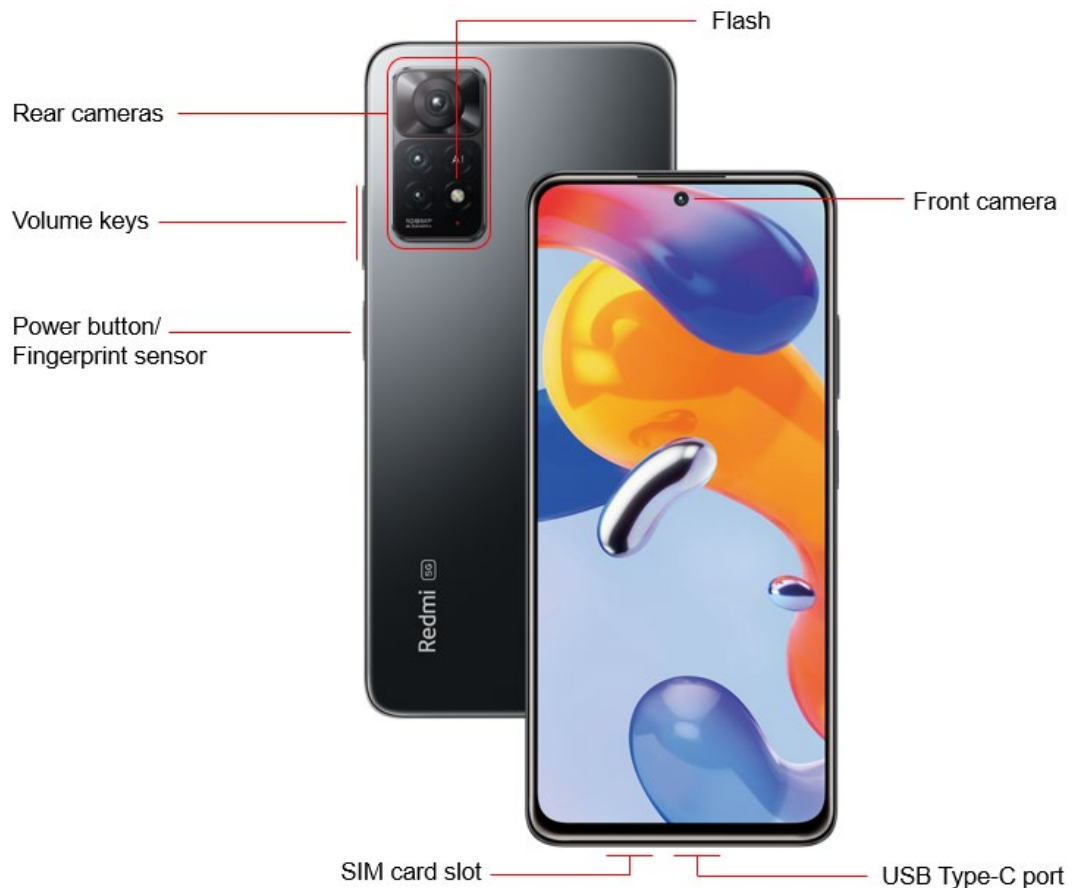 Flash
Rear cameras
AI
Volume keys
108MP
Front camera
Power button/
Fingerprint sensor
Redmi 5G
SIM card slot
USB Type-C port